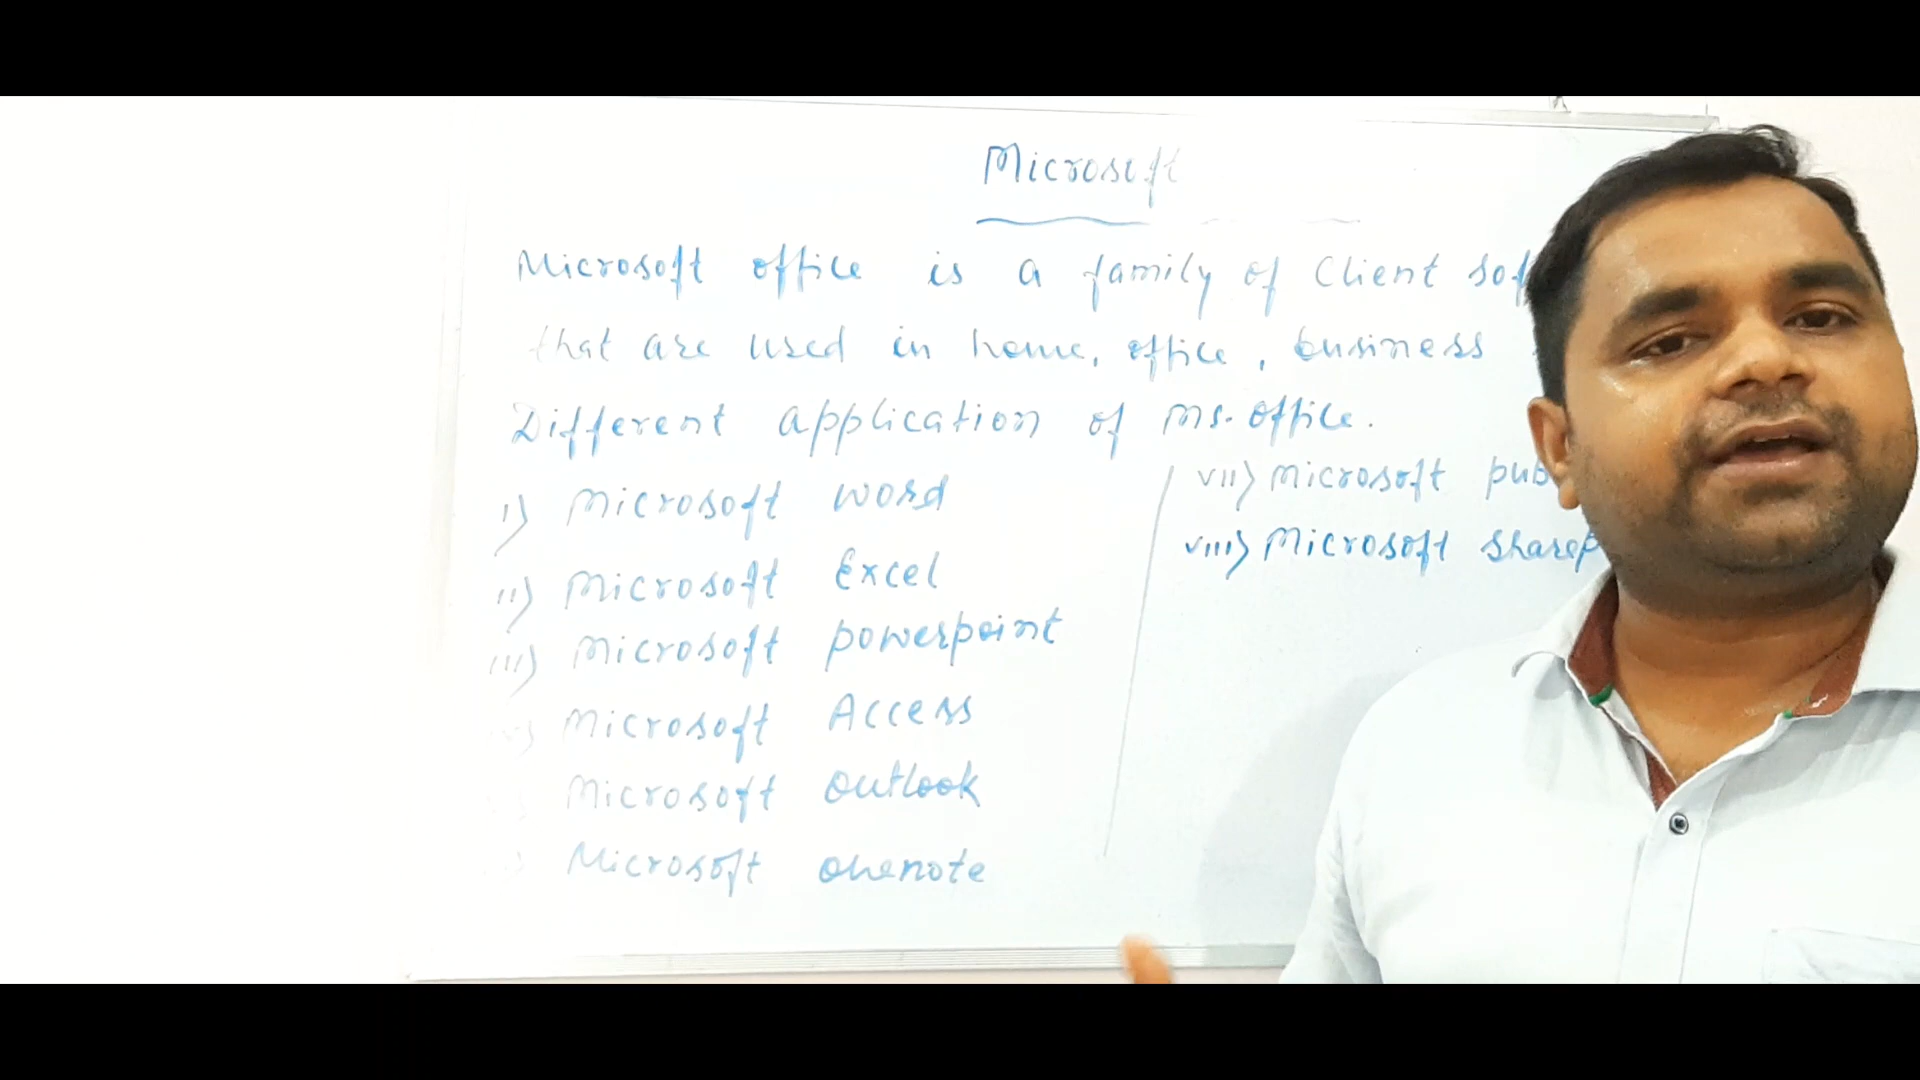 Microsoft
Microsoft office is a family of client sof
that are used in home, office, business
Different application of Ms. office.
I) Microsoft word
II) Microsoft Excel
III) Microsoft powerpoint
Microsoft Access
Microsoft outlook
Microsoft onenote
VII) Microsoft pub
VIII) Microsoft sharep